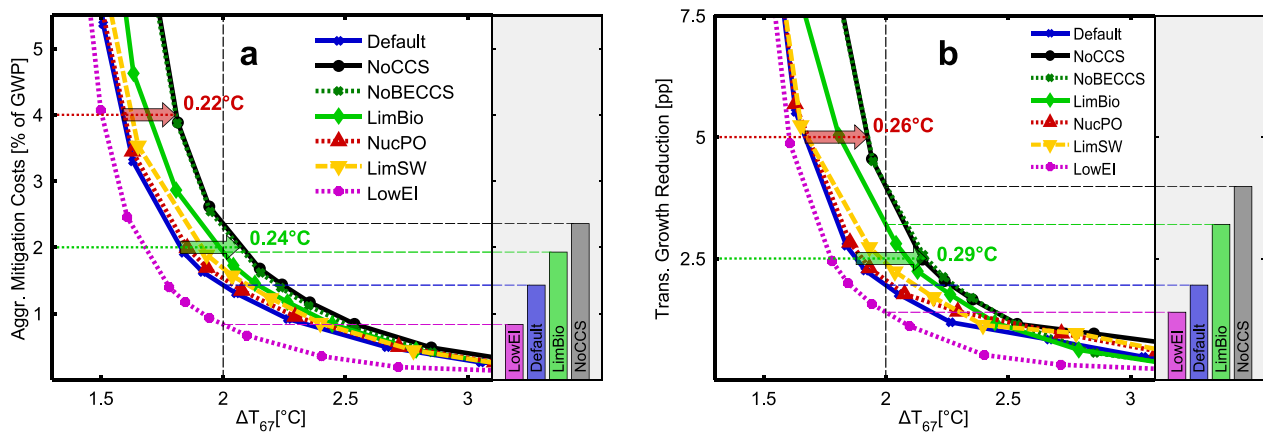 a
Aggr. Mitigation Costs [% of GWP]
5
4
3
2
1
0.22°C
0.24°C
Default
NoCCS
NoBECCS
LimBio
NucPO
LimSW
LowEI
LowEI
Default
LimBio
NoCCS
1.5
2
2.5
3
ΔT67[°C]
b
Trans. Growth Reduction [pp]
7.5
5
2.5
0.26°C
0.29°C
Default
NoCCS
NoBECCS
LimBio
NucPO
LimSW
LowEI
LowEI
Default
LimBio
NoCCS
1.5
2
2.5
3
ΔT67[°C]